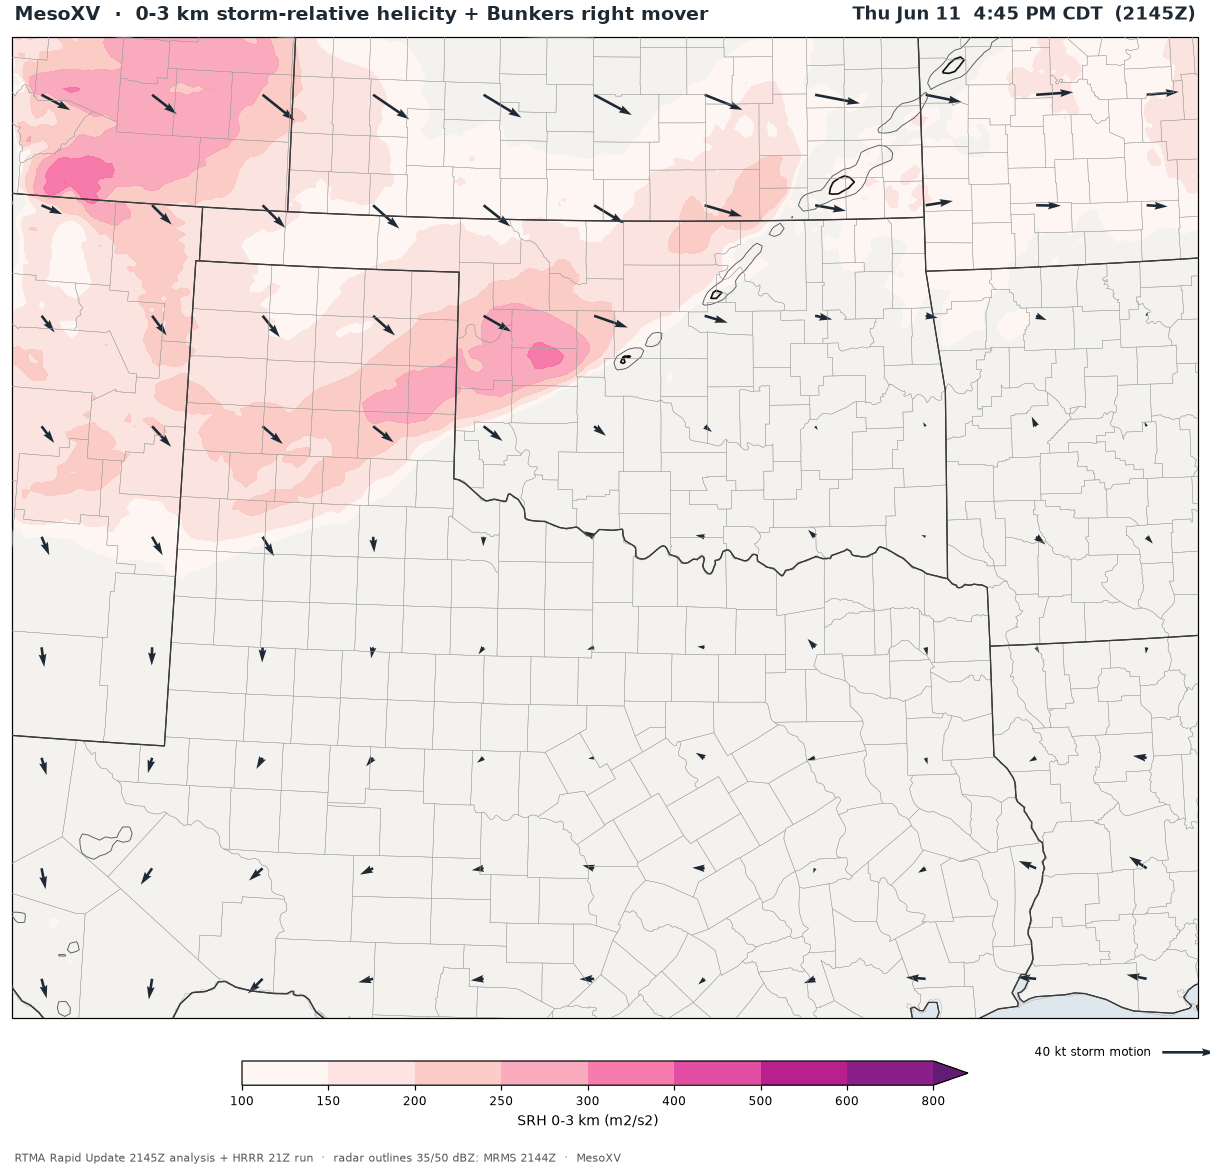 MesoXV · 0-3 km storm-relative helicity + Bunkers right mover
Thu Jun 11 4:45 PM CDT (2145Z)
40 kt storm motion
100 150 200 250 300 400 500 600 800
SRH 0-3 km (m2/s2)
RTMA Rapid Update 2145Z analysis + HRRR 21Z run · radar outlines 35/50 dBZ: MRMS 2144Z · MesoXV